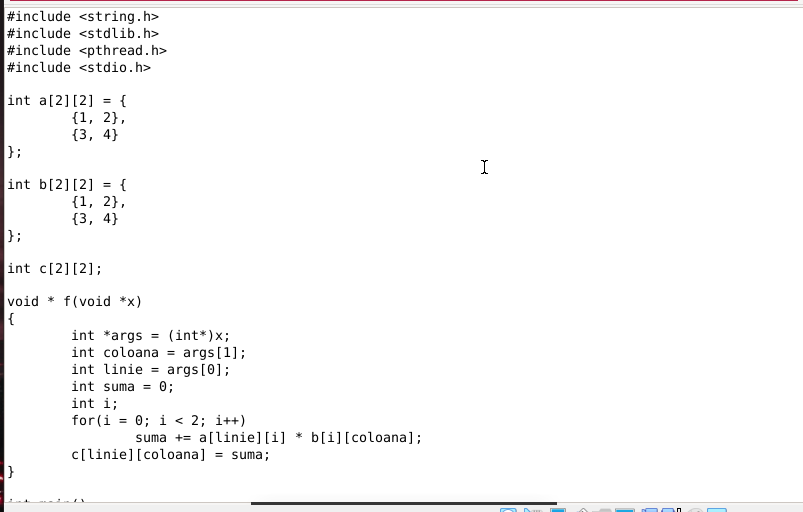 #include <string.h>
#include <stdlib.h>
#include <pthread.h>
#include <stdio.h>

int a[2][2] = {
        {1, 2},
        {3, 4}
};

int b[2][2] = {
        {1, 2},
        {3, 4}
};

int c[2][2];

void * f(void *x)
{
        int *args = (int*)x;
        int coloana = args[1];
        int linie = args[0];
        int suma = 0;
        int i;
        for(i = 0; i < 2; i++)
                suma += a[linie][i] * b[i][coloana];
        c[linie][coloana] = suma;
}